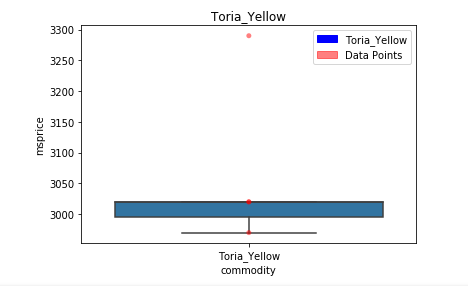 Toria_Yellow
Toria_Yellow
Data Points
3300
3250
3200
3150
3100
3050
3000
msprice
Toria_Yellow
commodity